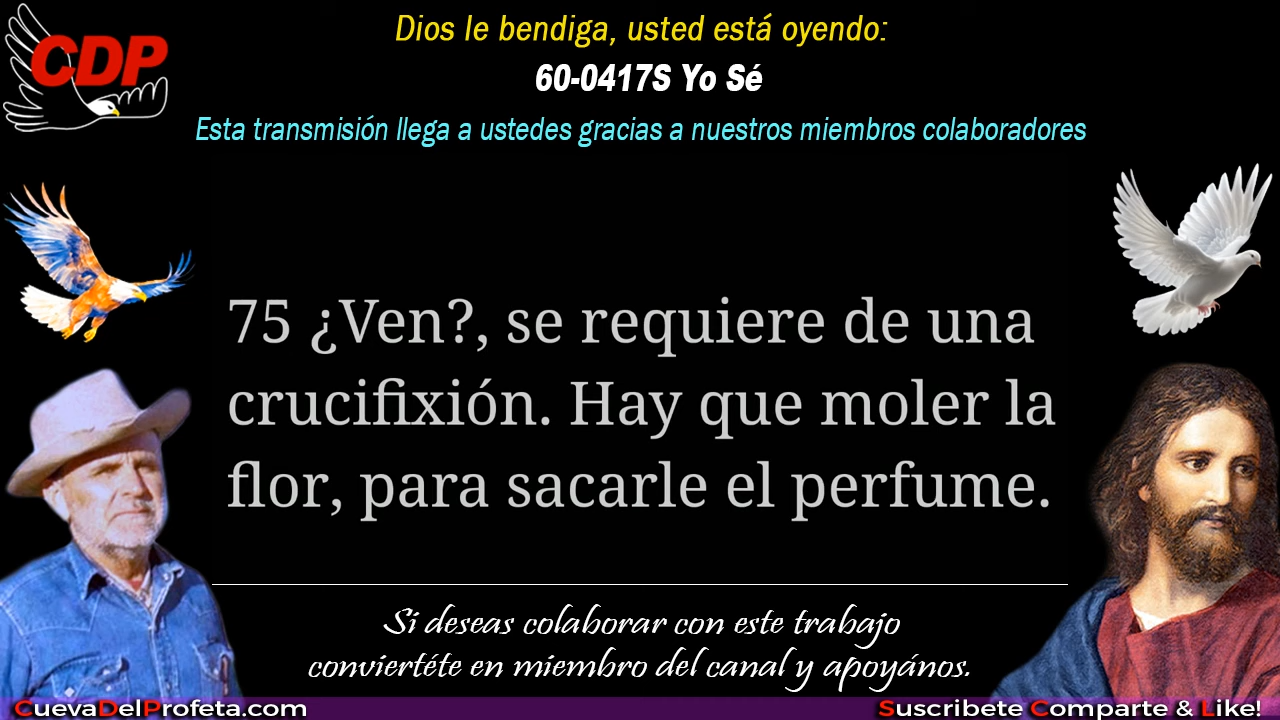 CDP
Dios le bendiga, usted está oyendo:
60-0417S Yo Sé
Esta transmisión llega a ustedes gracias a nuestros miembros colaboradores
75 ¿Ven?, se requiere de una
crucifixión. Hay que moler la
flor, para sacarle el perfume.
Si deseas colaborar con este trabajo
conviertéte en miembro del canal y apoyános.
CuevaDelProfeta.com
Suscribete Comparte & Like!